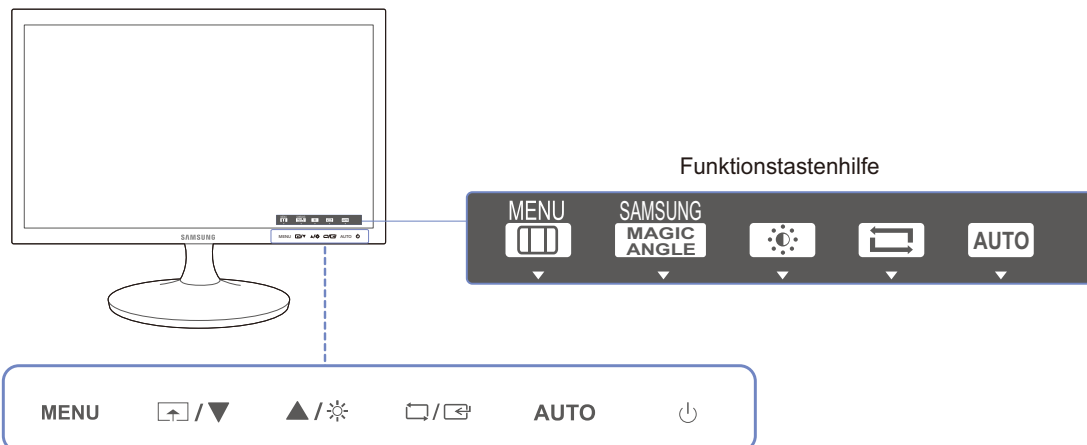 Funktionstastenhilfe
MENU
SAMSUNG
MAGIC
ANGLE
AUTO
SAMSUNG
MENU AUTO
MENU / / / AUTO